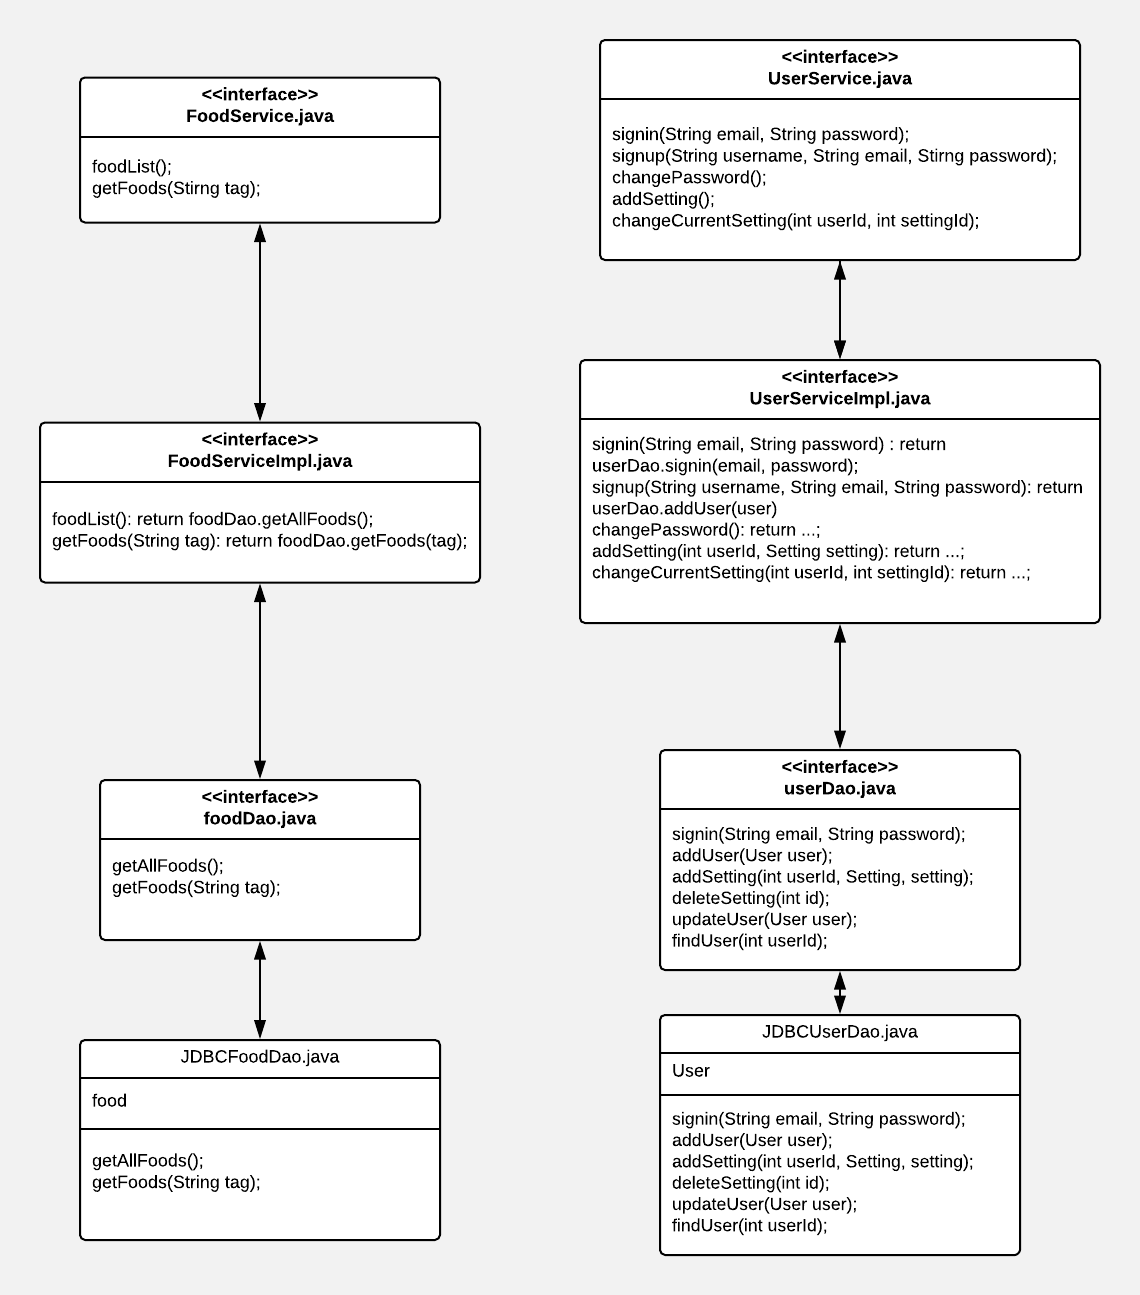 <<interface>>
FoodService.java
foodList();
getFoods(Stirng tag);
<<interface>>
FoodServiceImpl.java
foodList(): return foodDao.getAllFoods();
getFoods(String tag): return foodDao.getFoods(tag);
<<interface>>
foodDao.java
getAllFoods();
getFoods(String tag);
JDBCFoodDao.java
food
getAllFoods();
getFoods(String tag);
<<interface>>
UserService.java
signin(String email, String password);
signup(String username, String email, Stirng password);
changePassword();
addSetting();
changeCurrentSetting(int userId, int settingId);
<<interface>>
UserServiceImpl.java
signin(String email, String password) : return
userDao.signin(email, password);
signup(String username, String email, String password): return
userDao.addUser(user)
changePassword(): return ...;
addSetting(int userId, Setting setting): return ...;
changeCurrentSetting(int userId, int settingId): return ...;
<<interface>>
userDao.java
signin(String email, String password);
addUser(User user);
addSetting(int userId, Setting, setting);
deleteSetting(int id);
updateUser(User user);
findUser(int userId);
JDBCUserDao.java
User
signin(String email, String password);
addUser(User user);
addSetting(int userId, Setting, setting);
deleteSetting(int id);
updateUser(User user);
findUser(int userId);